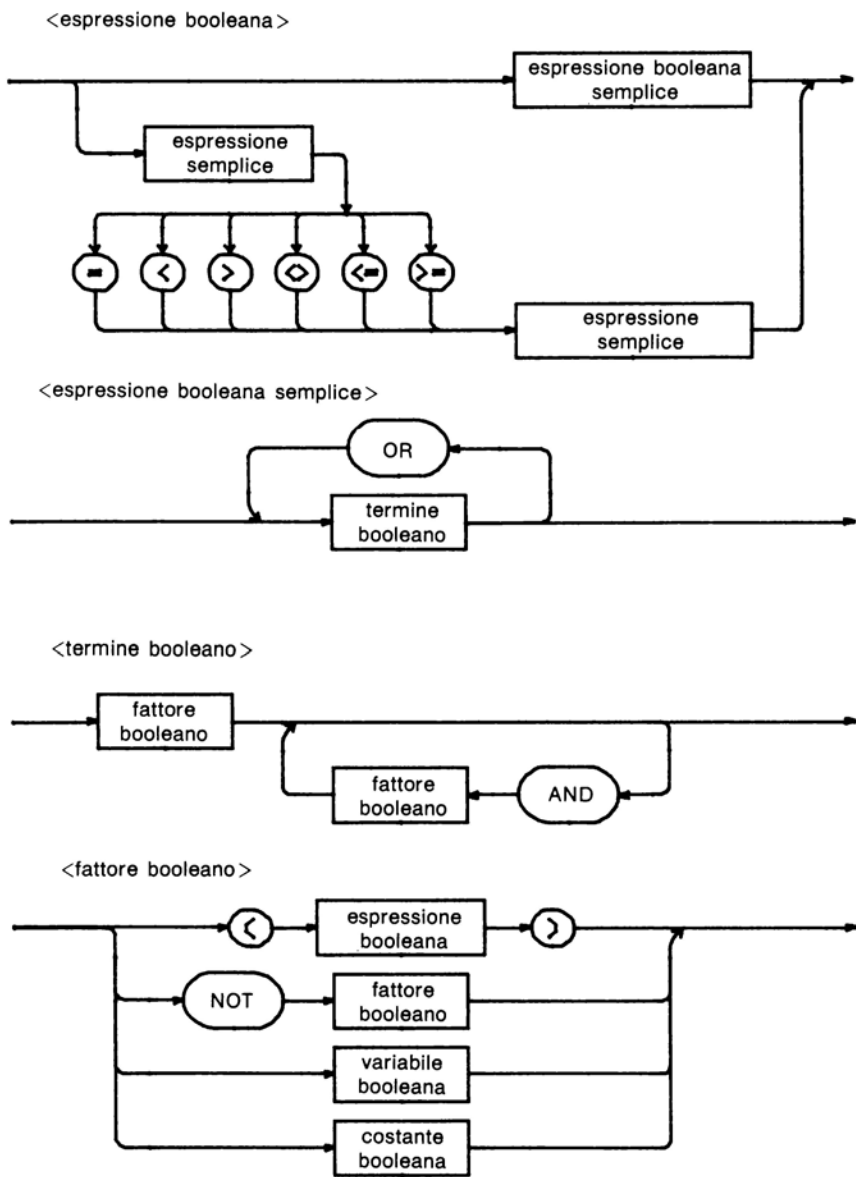 <espressione booleana>
espressione booleana
semplice
espressione
semplice
= < > <> <= >=
espressione
semplice
<espressione booleana semplice>
OR
termine
booleano
<termine booleano>
fattore
booleano
fattore
booleano
AND
<fattore booleano>
(
espressione
booleana
)
NOT
fattore
booleano
variabile
booleana
costante
booleana